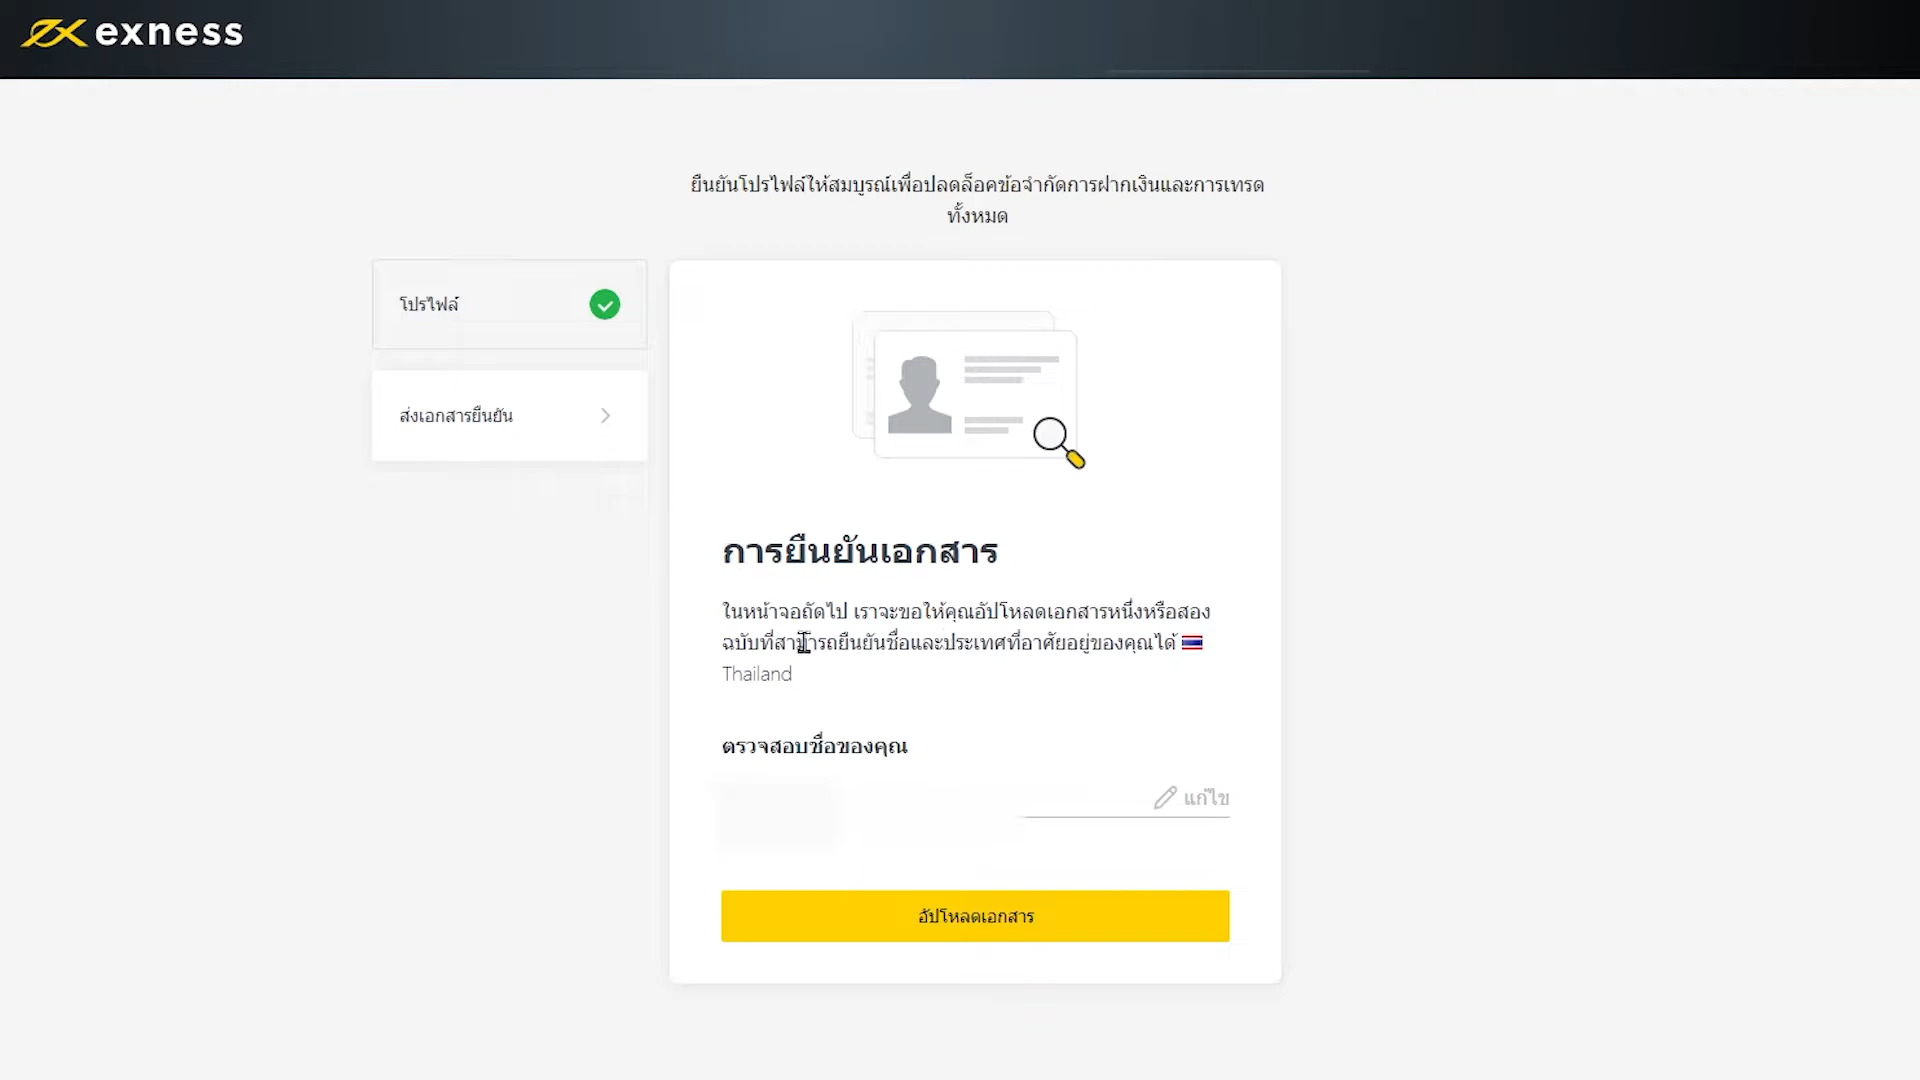 exness
ยืนยันโปรไฟล์ให้สมบูรณ์เพื่อปลดล็อคข้อจำกัดการฝากเงินและการเทรด
ทั้งหมด
โปรไฟล์
ส่งเอกสารยืนยัน
การยืนยันเอกสาร
ในหน้าจอถัดไป เราจะขอให้คุณอัปโหลดเอกสารหนึ่งหรือสอง
ฉบับที่สามารถยืนยันชื่อและประเทศที่อาศัยอยู่ของคุณได้
Thailand
ตรวจสอบชื่อของคุณ
แก้ไข
อัปโหลดเอกสาร